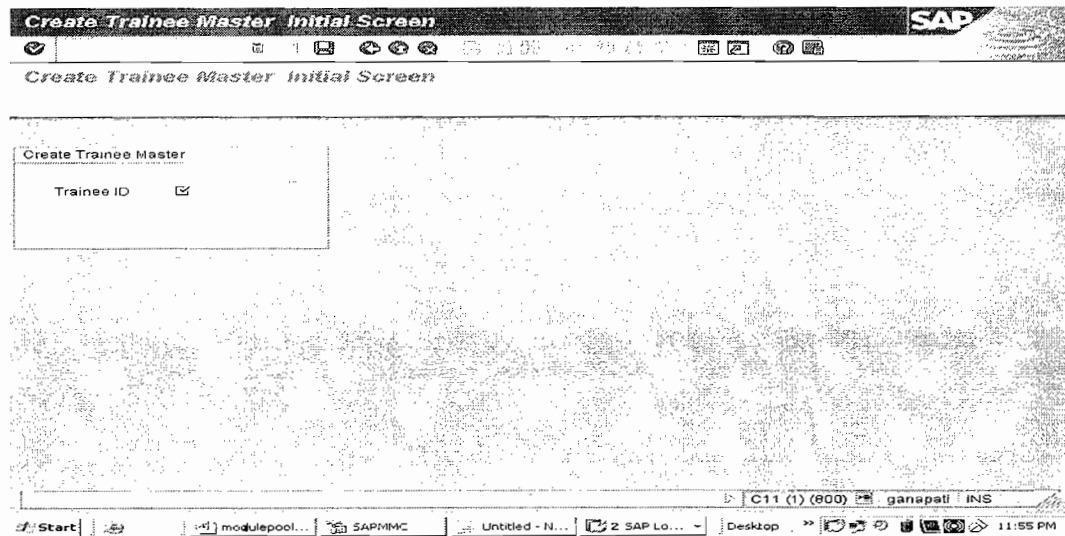 Create Trainee Master Initial Screen
SAP
Create Trainee Master Initial Screen
Create Trainee Master
Trainee ID
C11 (1) (800) ganapati INS
Start modulepool... SAPMMC Untitled - N... 2 SAP Lo... Desktop » 11:55 PM